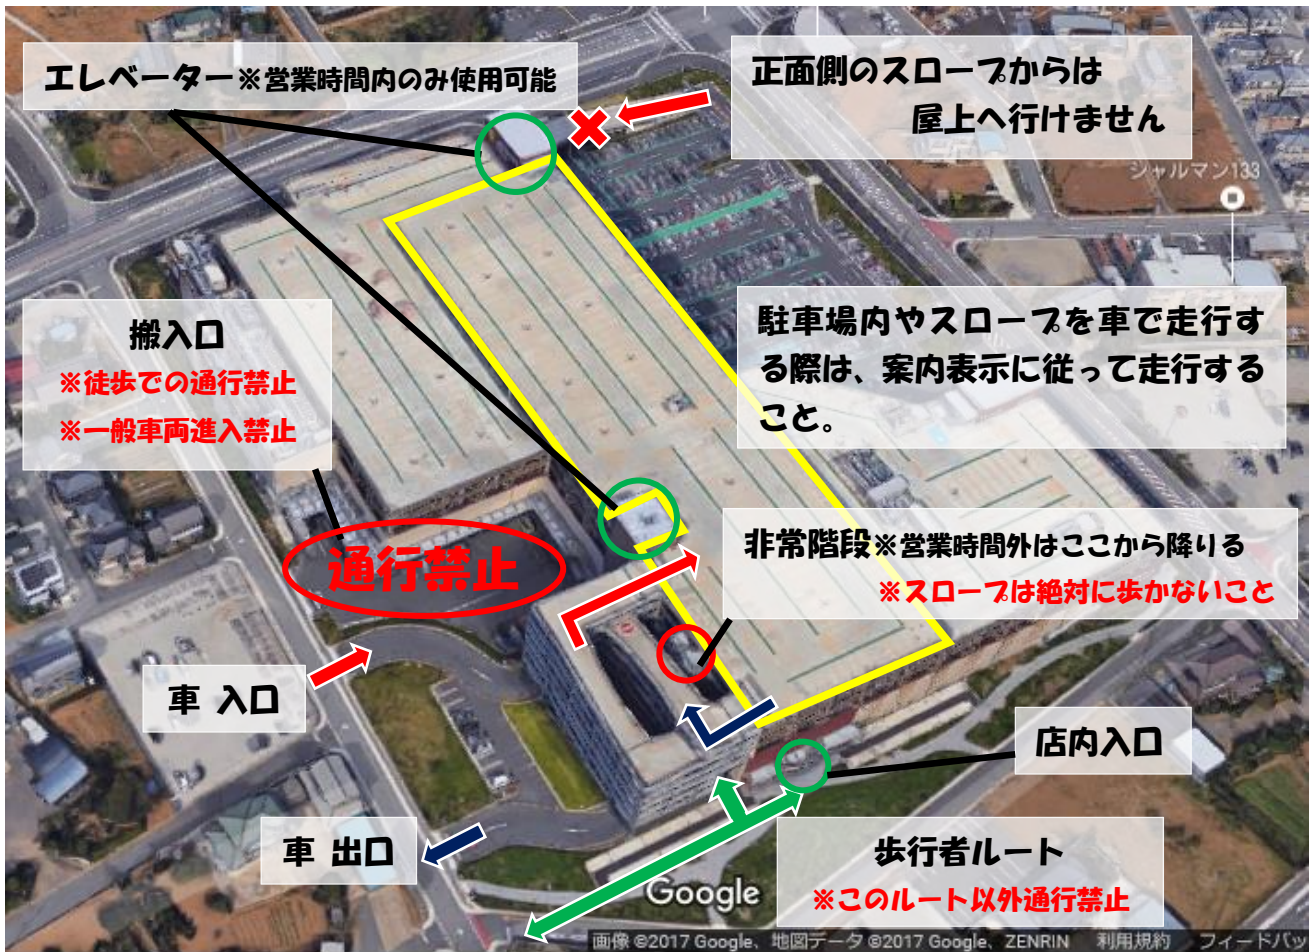 エレベーター※営業時間内のみ使用可能
正面側のスロープからは
屋上へ行けません
シャルマン133
搬入口
※徒歩での通行禁止
※一般車両進入禁止
駐車場内やスロープを車で走行す
る際は、案内表示に従って走行する
こと。
通行禁止
非常階段※営業時間外はここから降りる
※スロープは絶対に歩かないこと
車 入口
店内入口
車 出口
歩行者ルート
※このルート以外通行禁止
Google
画像 ©2017 Google、地図データ ©2017 Google、ZENRIN 利用規約 フィードバッ